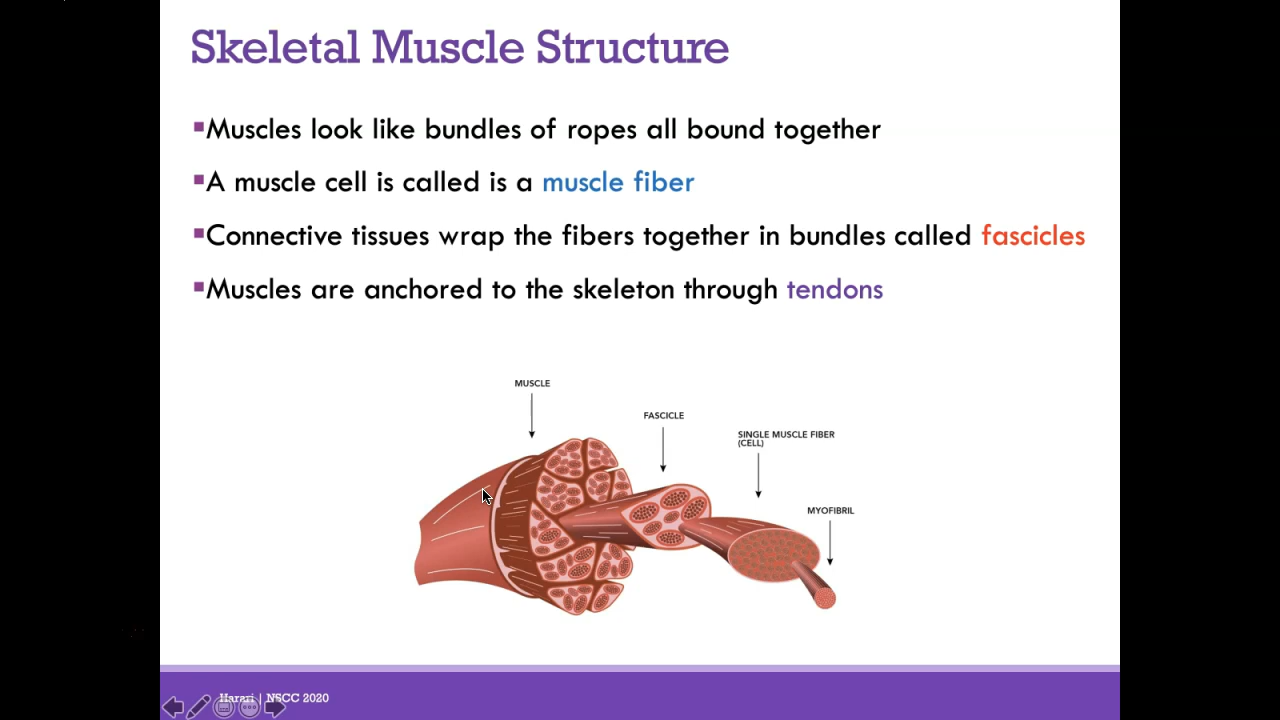 Skeletal Muscle Structure
▪Muscles look like bundles of ropes all bound together
▪A muscle cell is called is a muscle fiber
▪Connective tissues wrap the fibers together in bundles called fascicles
▪Muscles are anchored to the skeleton through tendons
MUSCLE
FASCICLE
SINGLE MUSCLE FIBER
(CELL)
MYOFIBRIL
Harari | NSCC 2020